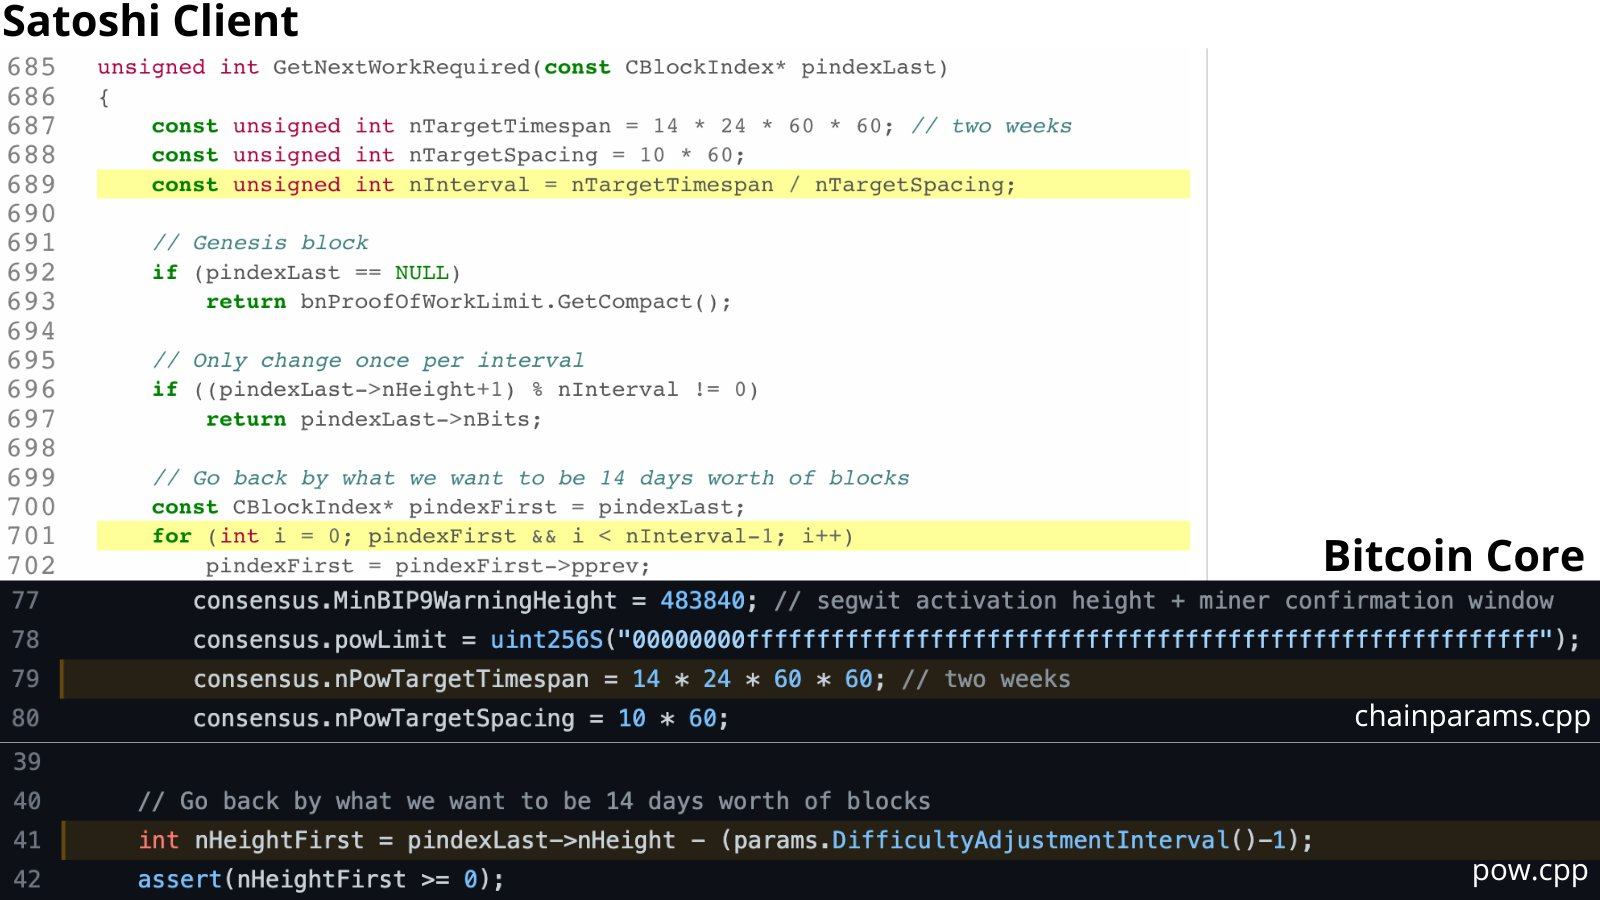 Satoshi Client
685 unsigned int GetNextWorkRequired(const CBlockIndex* pindexLast)
686 {
687 const unsigned int nTargetTimespan = 14 * 24 * 60 * 60; // two weeks
688 const unsigned int nTargetSpacing = 10 * 60;
689 const unsigned int nInterval = nTargetTimespan / nTargetSpacing;
690
691 // Genesis block
692 if (pindexLast == NULL)
693 return bnProofOfWorkLimit.GetCompact();
694
695 // Only change once per interval
696 if ((pindexLast->nHeight+1) % nInterval != 0)
697 return pindexLast->nBits;
698
699 // Go back by what we want to be 14 days worth of blocks
700 const CBlockIndex* pindexFirst = pindexLast;
701 for (int i = 0; pindexFirst && i < nInterval-1; i++)
702 pindexFirst = pindexFirst->pprev;
Bitcoin Core
77 consensus.MinBIP9WarningHeight = 483840; // segwit activation height + miner confirmation window
78 consensus.powLimit = uint256S("00000000ffffffffffffffffffffffffffffffffffffffffffffffffffffffff");
79 consensus.nPowTargetTimespan = 14 * 24 * 60 * 60; // two weeks
80 consensus.nPowTargetSpacing = 10 * 60;
chainparams.cpp
39
40 // Go back by what we want to be 14 days worth of blocks
41 int nHeightFirst = pindexLast->nHeight - (params.DifficultyAdjustmentInterval()-1);
42 assert(nHeightFirst >= 0);
pow.cpp